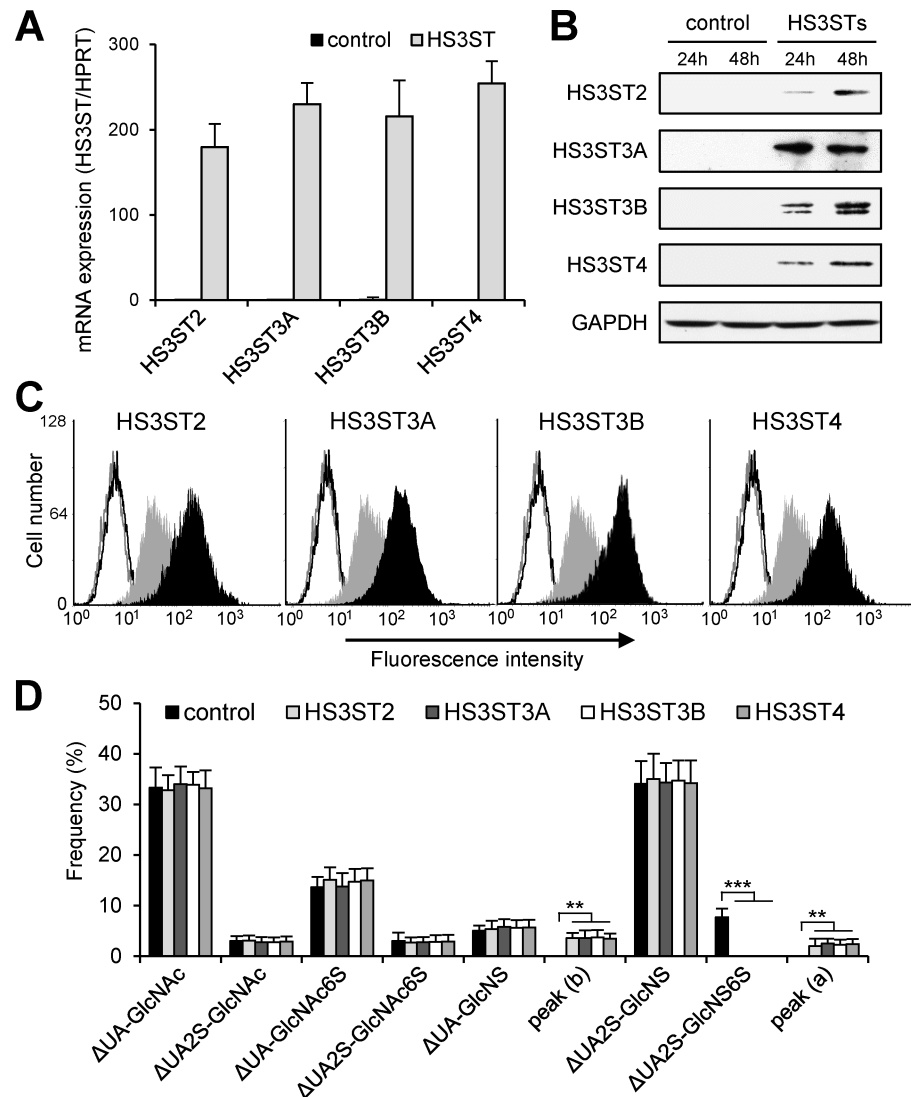 A
mRNA expression (HS3ST/HPRT)
300
200
100
0
control HS3ST
HS3ST2
HS3ST3A
HS3ST3B
HS3ST4
B
control HS3STs
24h 48h 24h 48h
HS3ST2
HS3ST3A
HS3ST3B
HS3ST4
GAPDH
C
Cell number
128
64
0
HS3ST2 HS3ST3A HS3ST3B HS3ST4
10⁰ 10¹ 10² 10³ 10⁰ 10¹ 10² 10³ 10⁰ 10¹ 10² 10³ 10⁰ 10¹ 10² 10³
Fluorescence intensity
D
Frequency (%)
50
40
30
20
10
0
control HS3ST2 HS3ST3A HS3ST3B HS3ST4
** *** **
ΔUA-GlcNAc
ΔUA2S-GlcNAc
ΔUA-GlcNAc6S
ΔUA2S-GlcNAc6S
ΔUA-GlcNS
peak (b)
ΔUA2S-GlcNS
ΔUA2S-GlcNS6S
peak (a)